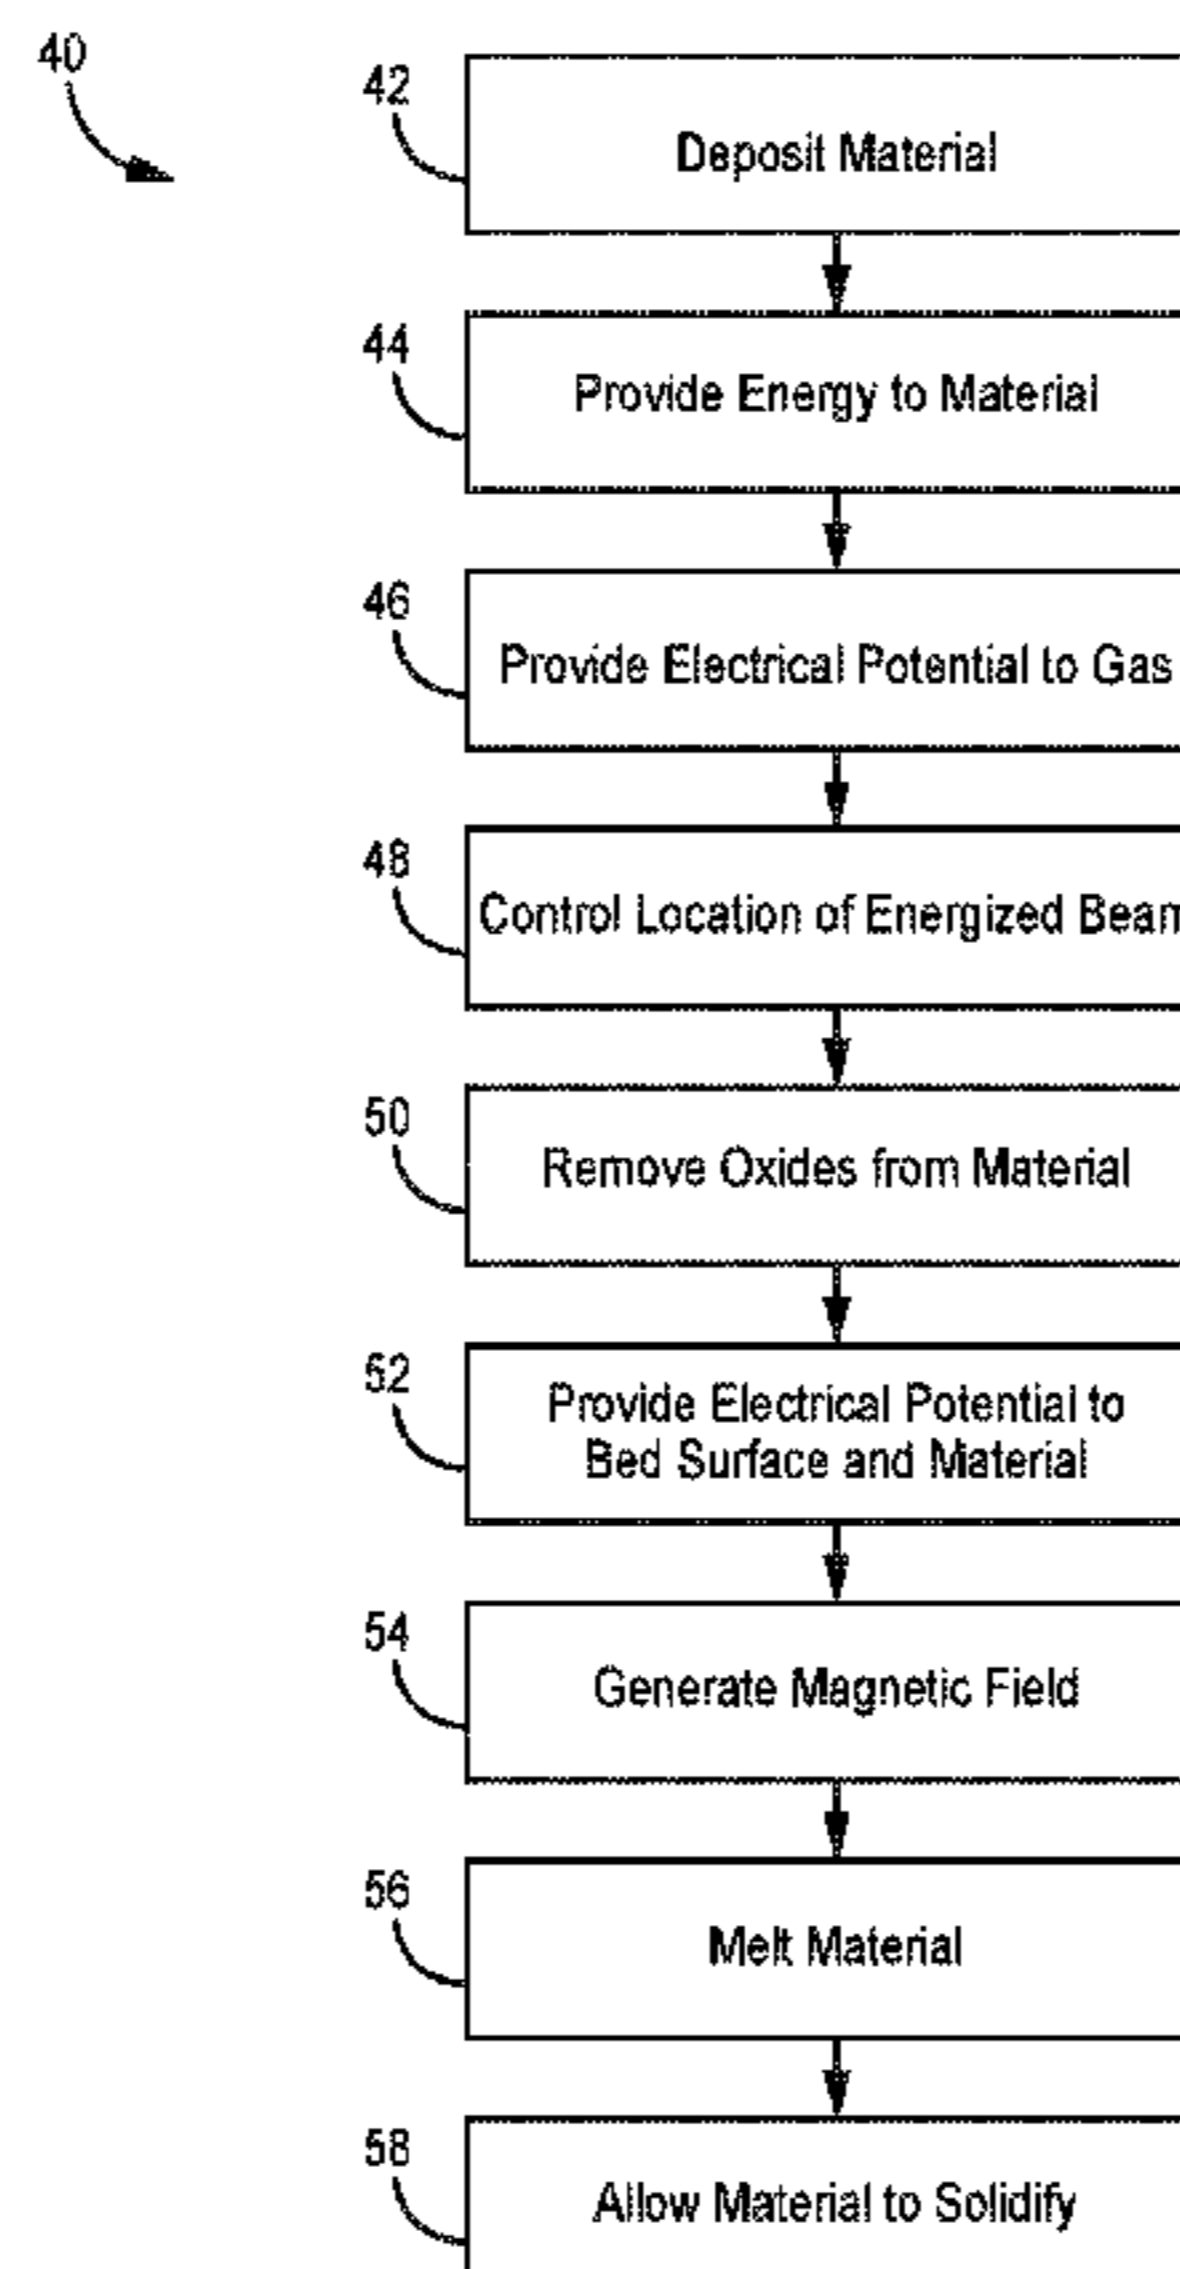 40
42
Deposit Material
44
Provide Energy to Material
46
Provide Electrical Potential to Gas
48
Control Location of Energized Beam
50
Remove Oxides from Material
52
Provide Electrical Potential to
Bed Surface and Material
54
Generate Magnetic Field
56
Melt Material
58
Allow Material to Solidify